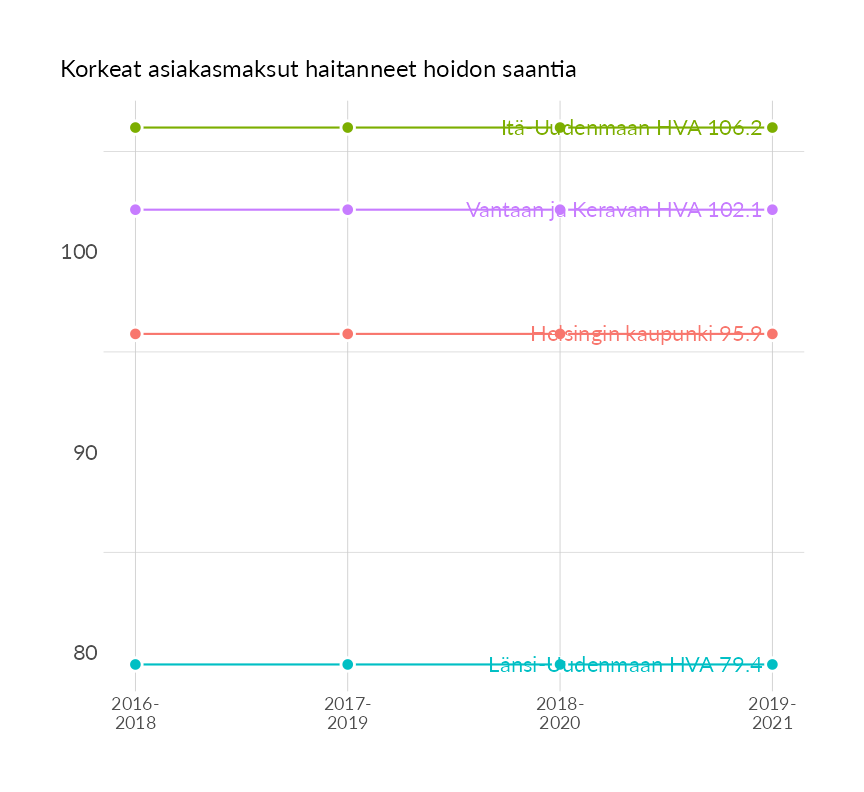 Korkeat asiakasmaksut haitanneet hoidon saantia
Itä-Uudenmaan HVA 106.2
Vantaan ja Keravan HVA 102.1
100
Helsingin kaupunki 95.9
90
80
Länsi-Uudenmaan HVA 79.4
2016-
2018
2017-
2019
2018-
2020
2019-
2021